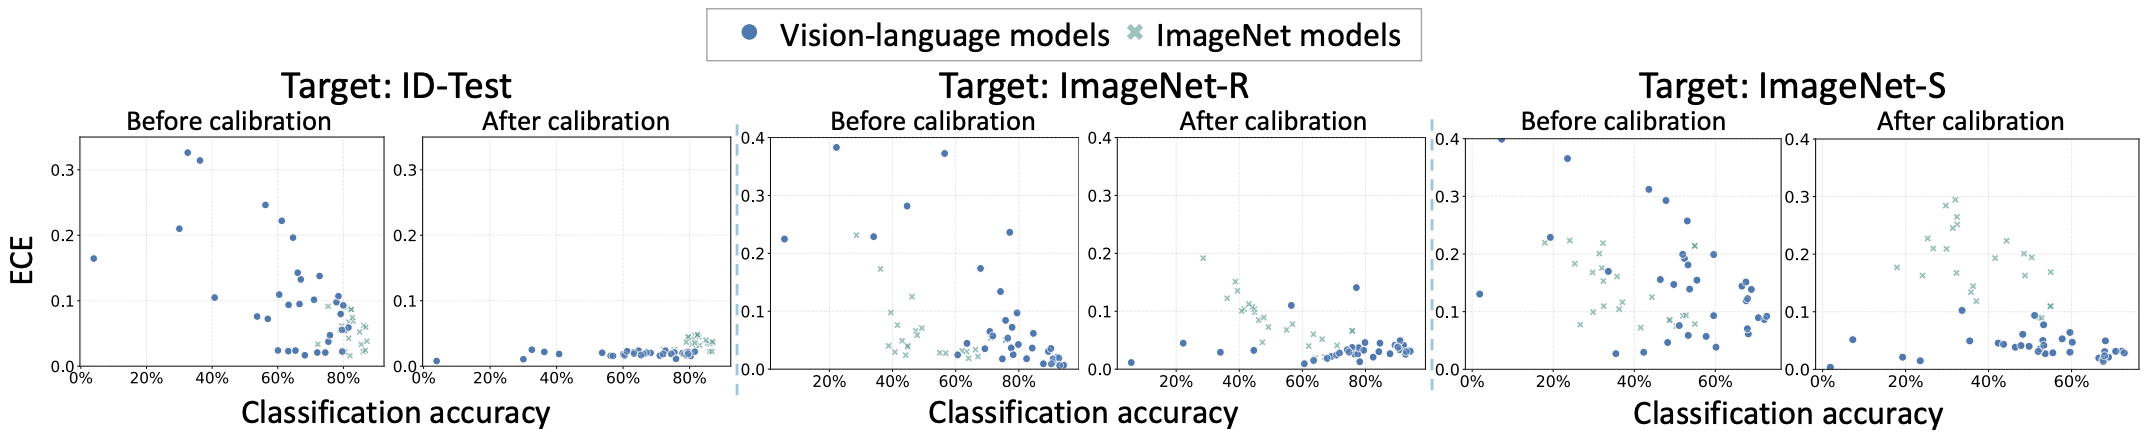 Vision-language models ImageNet models
Target: ID-Test
Target: ImageNet-R
Target: ImageNet-S
Before calibration
After calibration
Before calibration
After calibration
Before calibration
After calibration
ECE
0.3
0.2
0.1
0.0
0% 20% 40% 60% 80%
0.3
0.2
0.1
0.0
0% 20% 40% 60% 80%
0.4
0.3
0.2
0.1
0.0
20% 40% 60% 80%
0.4
0.3
0.2
0.1
0.0
20% 40% 60% 80%
0.4
0.3
0.2
0.1
0.0
0% 20% 40% 60%
0.4
0.3
0.2
0.1
0.0
0% 20% 40% 60%
Classification accuracy
Classification accuracy
Classification accuracy